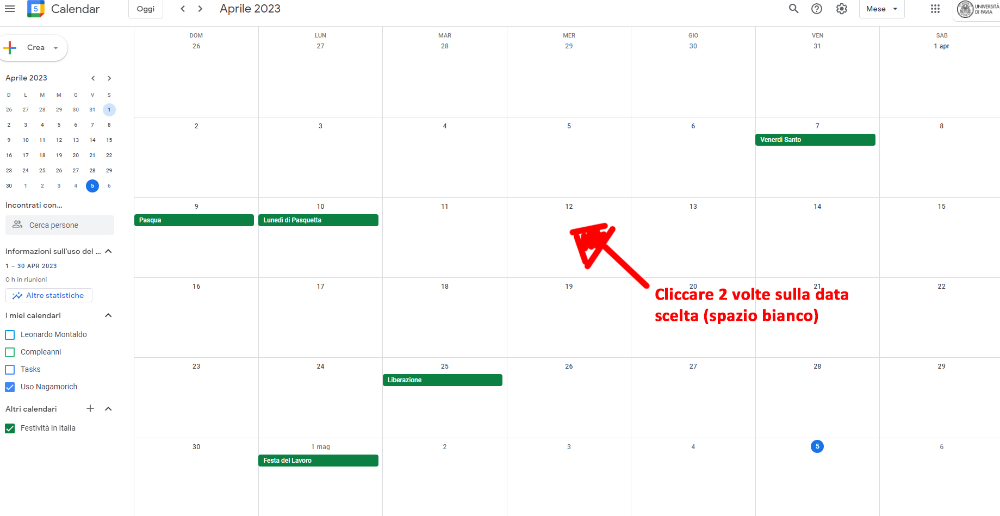 Calendar
Oggi
Aprile 2023
Mese
UNIVERSITÀ
DI PAVIA
Crea
Aprile 2023
D L M M G V S
26 27 28 29 30 31 1
2 3 4 5 6 7 8
9 10 11 12 13 14 15
16 17 18 19 20 21 22
23 24 25 26 27 28 29
30 1 2 3 4 5 6
Incontrati con...
Cerca persone
Informazioni sull'uso del ...
1 – 30 APR 2023
0 h in riunioni
Altre statistiche
I miei calendari
Leonardo Montaldo
Compleanni
Tasks
Uso Nagamorich
Altri calendari
Festività in Italia
DOM LUN MAR MER GIO VEN SAB
26 27 28 29 30 31 1 apr
2 3 4 5 6 7 8
Venerdì Santo
9 10 11 12 13 14 15
Pasqua Lunedì di Pasquetta
16 17 18 19 20 21 22
Cliccare 2 volte sulla data
scelta (spazio bianco)
23 24 25 26 27 28 29
Liberazione
30 1 mag 2 3 4 5 6
Festa del Lavoro